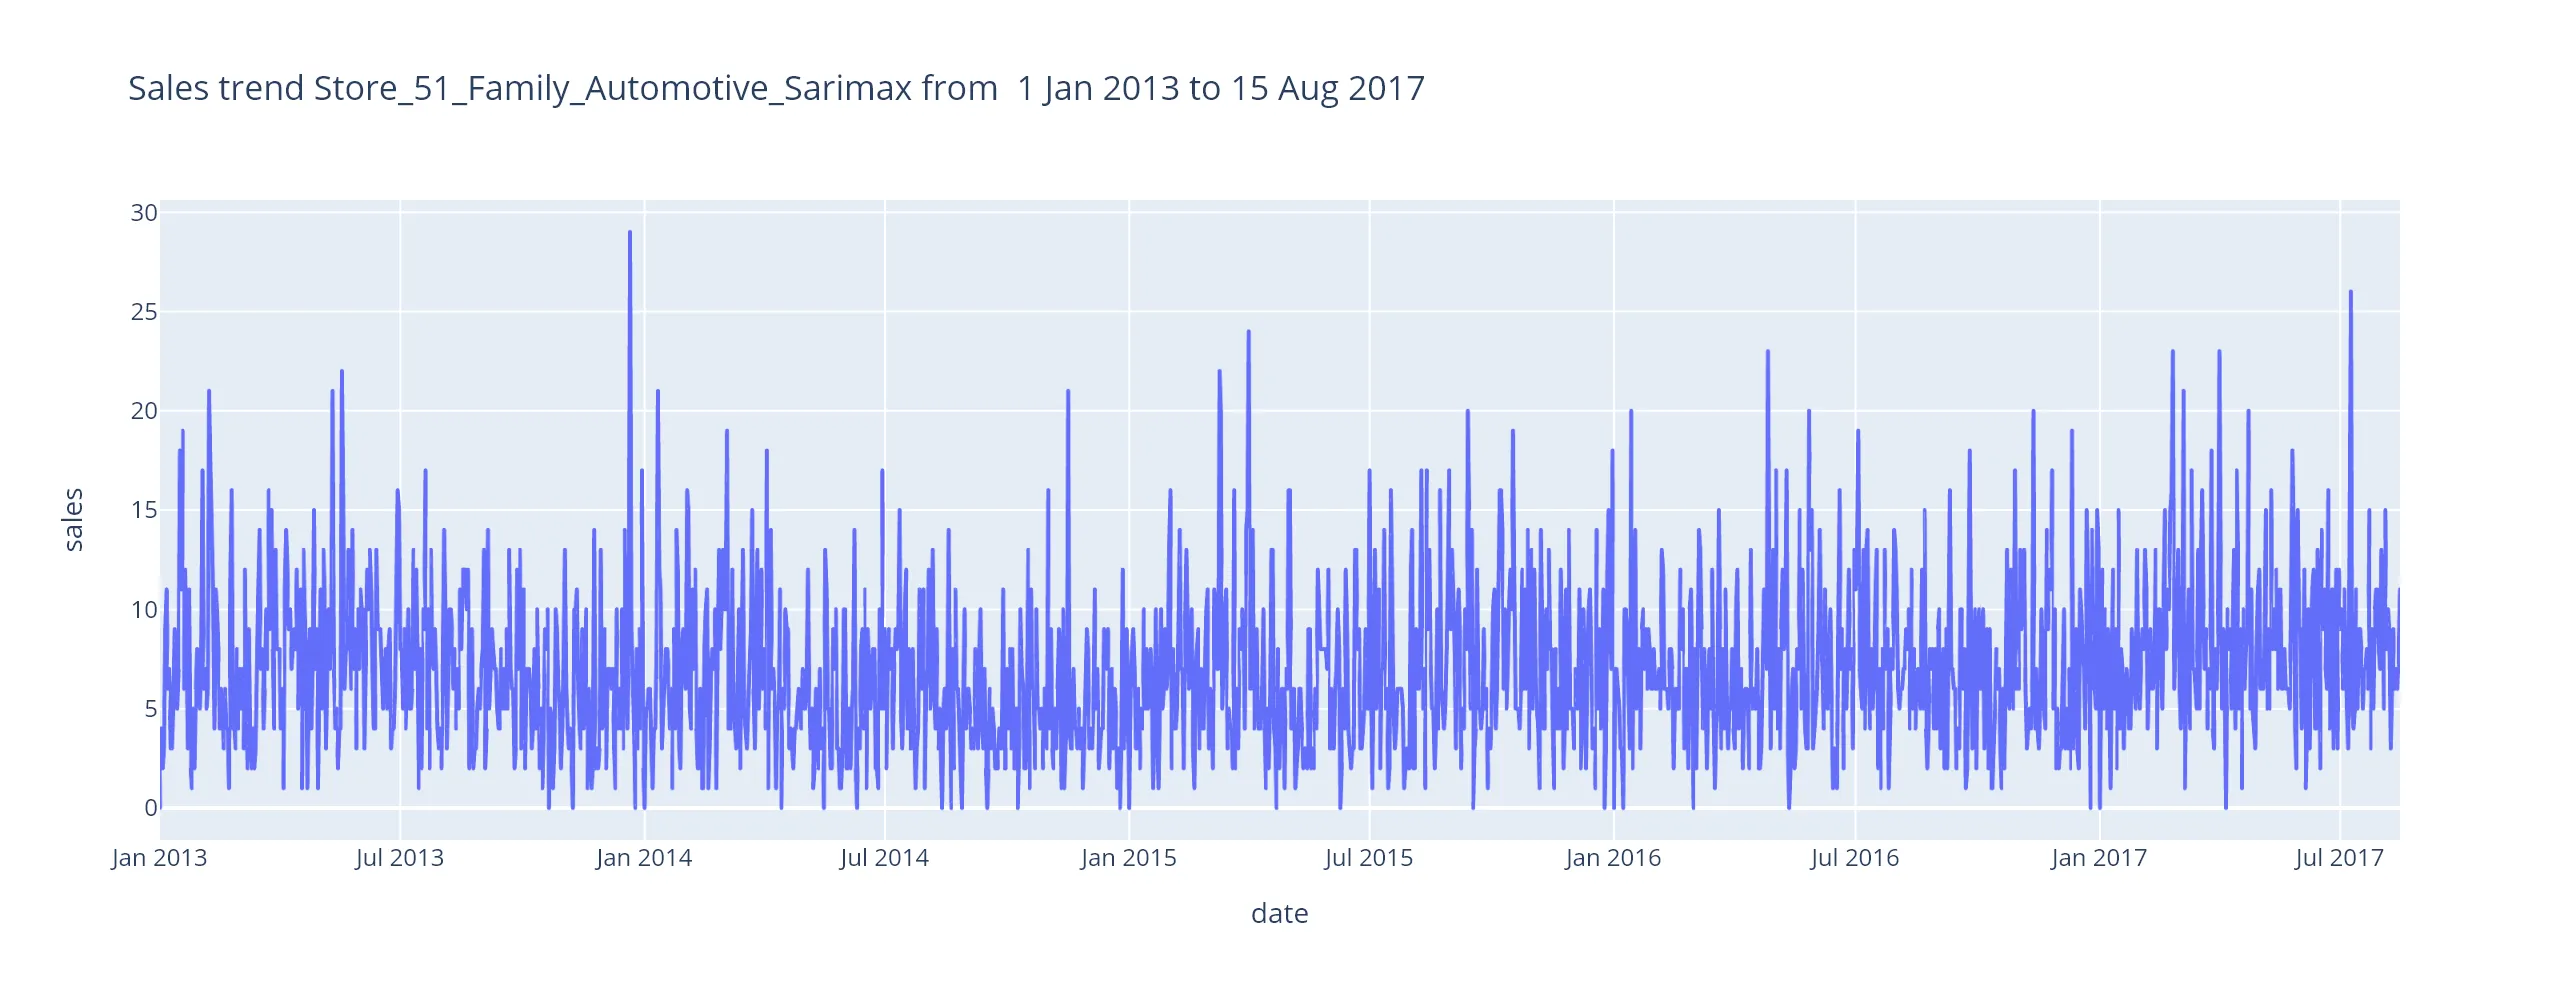 Sales trend Store_51_Family_Automotive_Sarimax from  1 Jan 2013 to 15 Aug 2017
30
25
20
15
10
5
0
sales
Jan 2013 Jul 2013 Jan 2014 Jul 2014 Jan 2015 Jul 2015 Jan 2016 Jul 2016 Jan 2017 Jul 2017
date